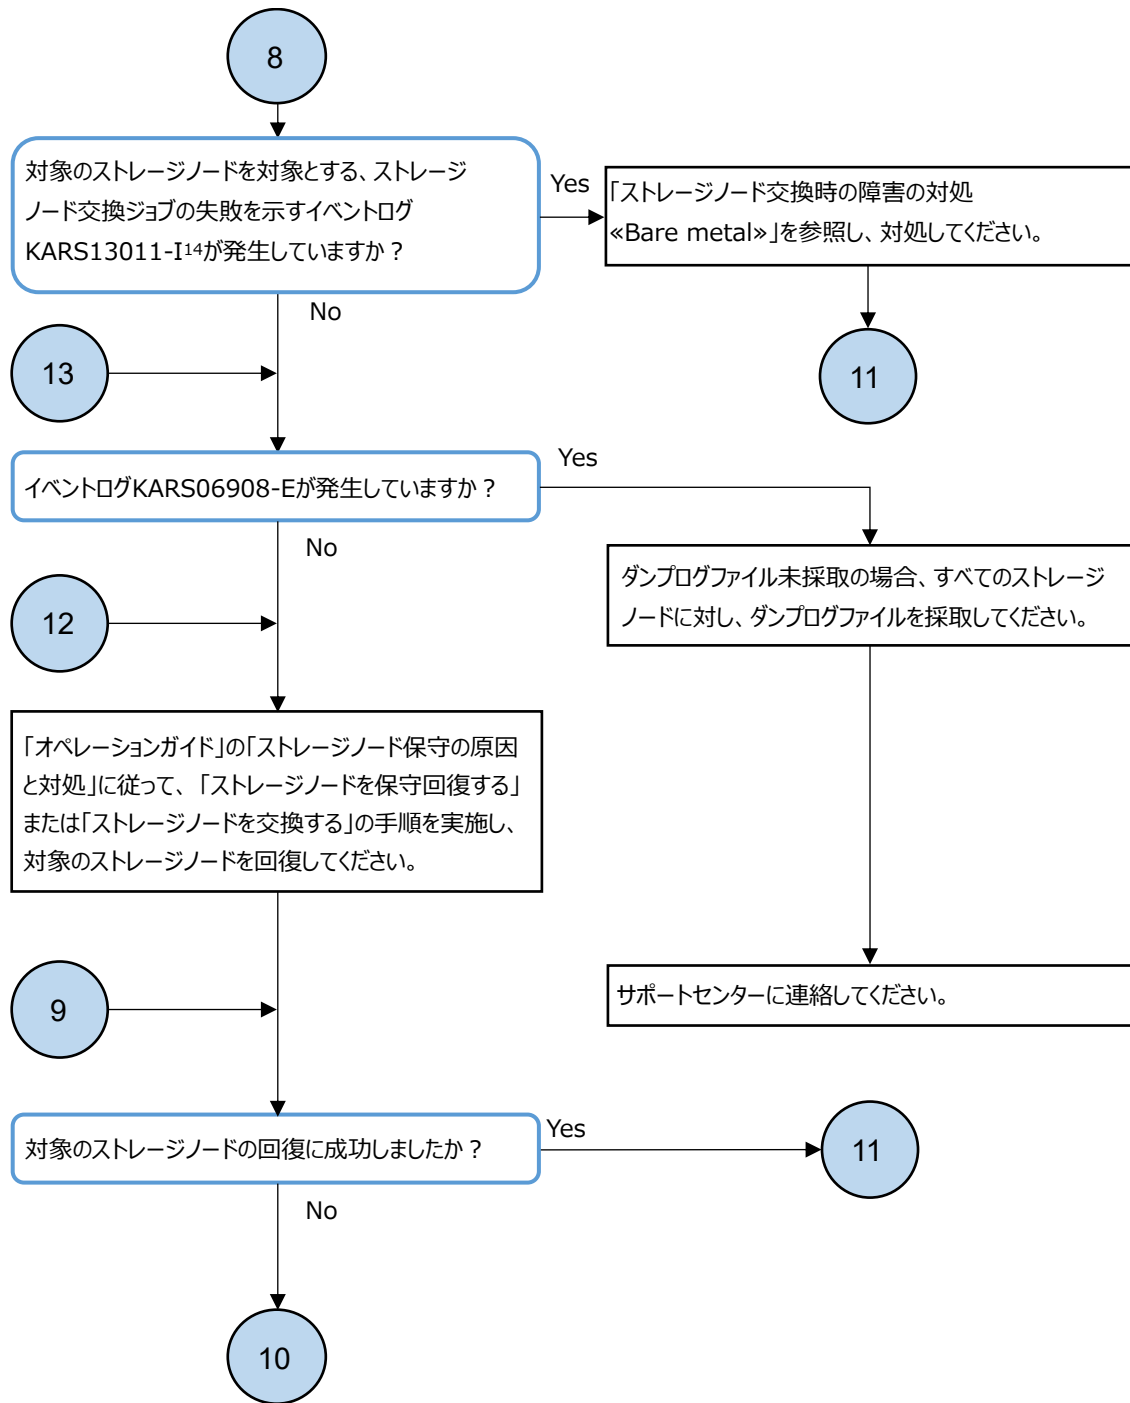 8
対象のストレージノードを対象とする、ストレージ
ノード交換ジョブの失敗を示すイベントログ
KARS13011-I14が発生していますか？
Yes
「ストレージノード交換時の障害の対処
«Bare metal»」を参照し、対処してください。
No
13
11
イベントログKARS06908-Eが発生していますか？
Yes
No
ダンプログファイル未採取の場合、すべてのストレージ
ノードに対し、ダンプログファイルを採取してください。
12
「オペレーションガイド」の「ストレージノード保守の原因
と対処」に従って、「ストレージノードを保守回復する」
または「ストレージノードを交換する」の手順を実施し、
対象のストレージノードを回復してください。
サポートセンターに連絡してください。
9
対象のストレージノードの回復に成功しましたか？
Yes
11
No
10